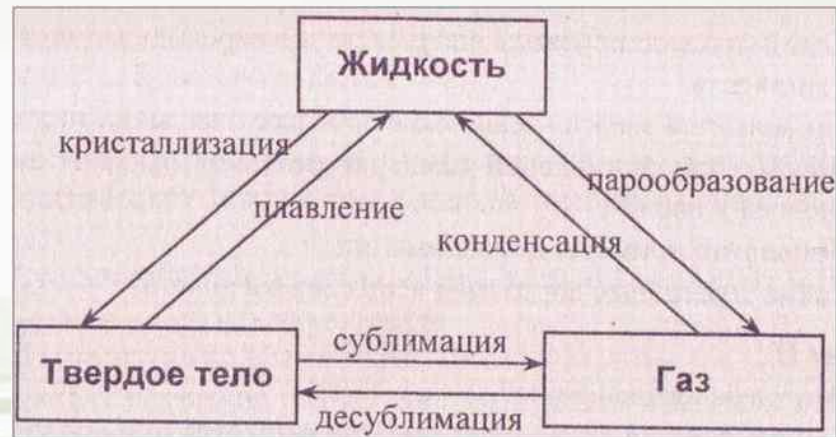 Жидкость
кристаллизация
парообразование
плавление
конденсация
сублимация
Твердое тело
Газ
десублимация